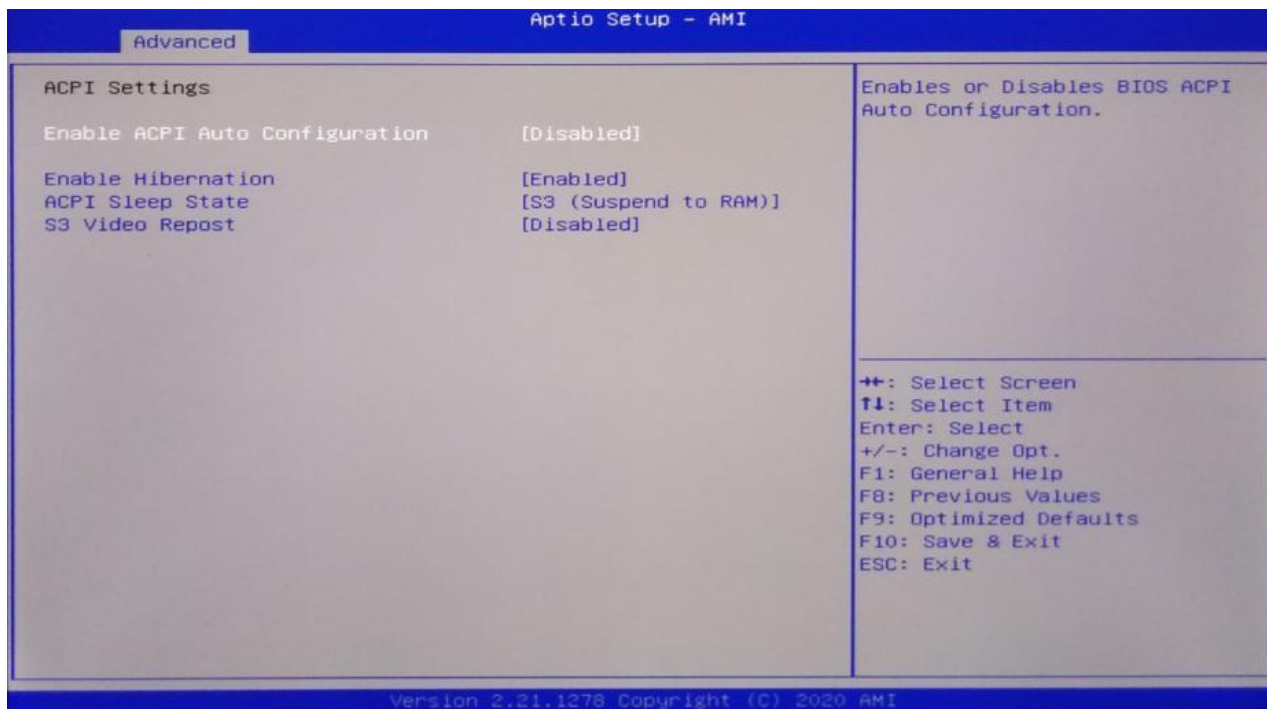 Aptio Setup - AMI
Advanced
ACPI Settings
Enable ACPI Auto Configuration [Disabled]
Enable Hibernation [Enabled]
ACPI Sleep State [S3 (Suspend to RAM)]
S3 Video Repost [Disabled]
Enables or Disables BIOS ACPI
Auto Configuration.
→←: Select Screen
↑↓: Select Item
Enter: Select
+/-: Change Opt.
F1: General Help
F8: Previous Values
F9: Optimized Defaults
F10: Save & Exit
ESC: Exit
Version 2.21.1278 Copyright (C) 2020 AMI